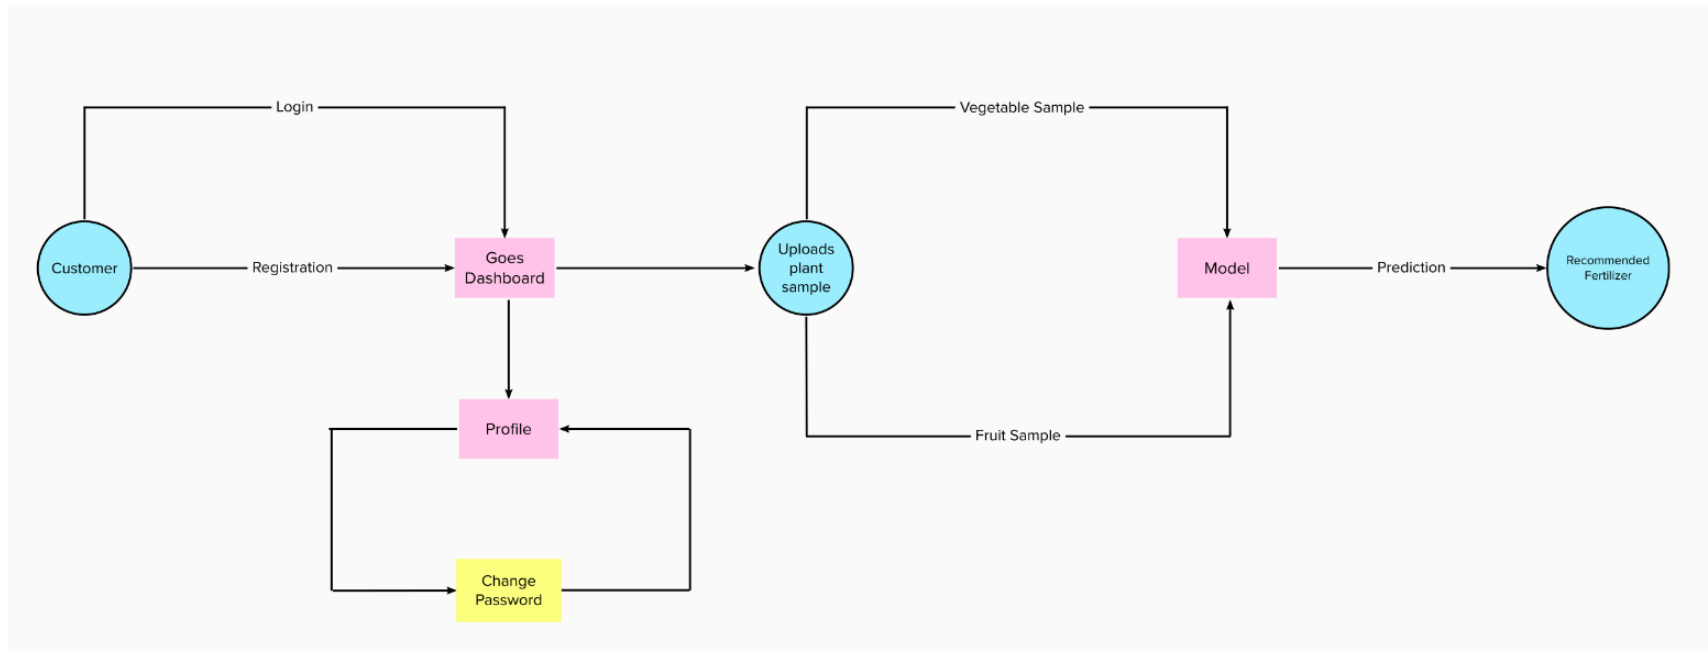 Login
Vegetable Sample
Customer
Registration
Goes
Dashboard
Uploads
plant
sample
Model
Prediction
Recommended
Fertilizer
Profile
Fruit Sample
Change
Password